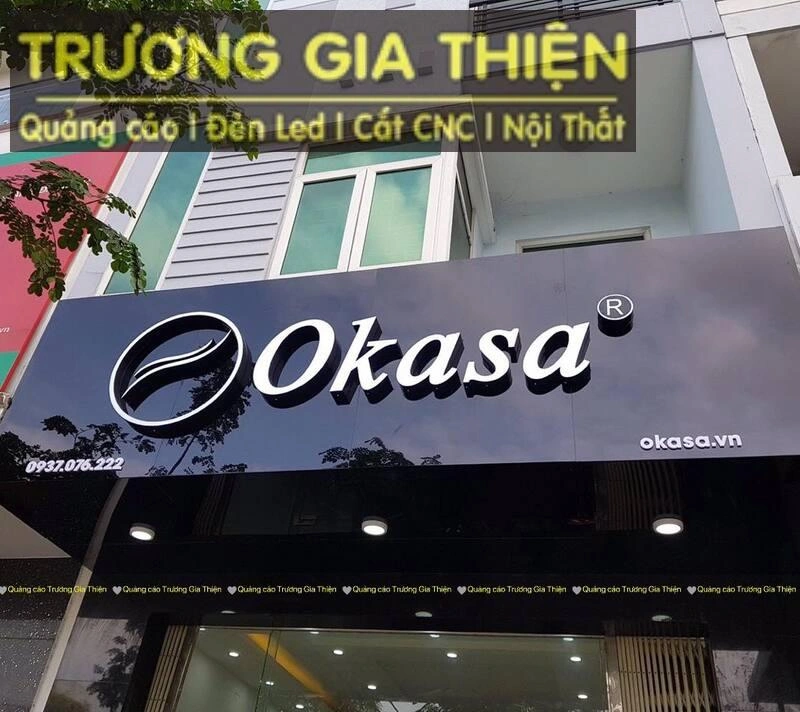 TRƯƠNG GIA THIỆN
Quảng cáo | Đèn Led | Cắt CNC | Nội Thất
Okasa®
okasa.vn
0937.076.222
Quảng cáo Trương Gia Thiện Quảng cáo Trương Gia Thiện Quảng cáo Trương Gia Thiện Quảng cáo Trương Gia Thiện Quảng cáo Trương Gia Thiện Quảng cáo Trương Gia Thiện Quảng cáo Trương Gia Thiện